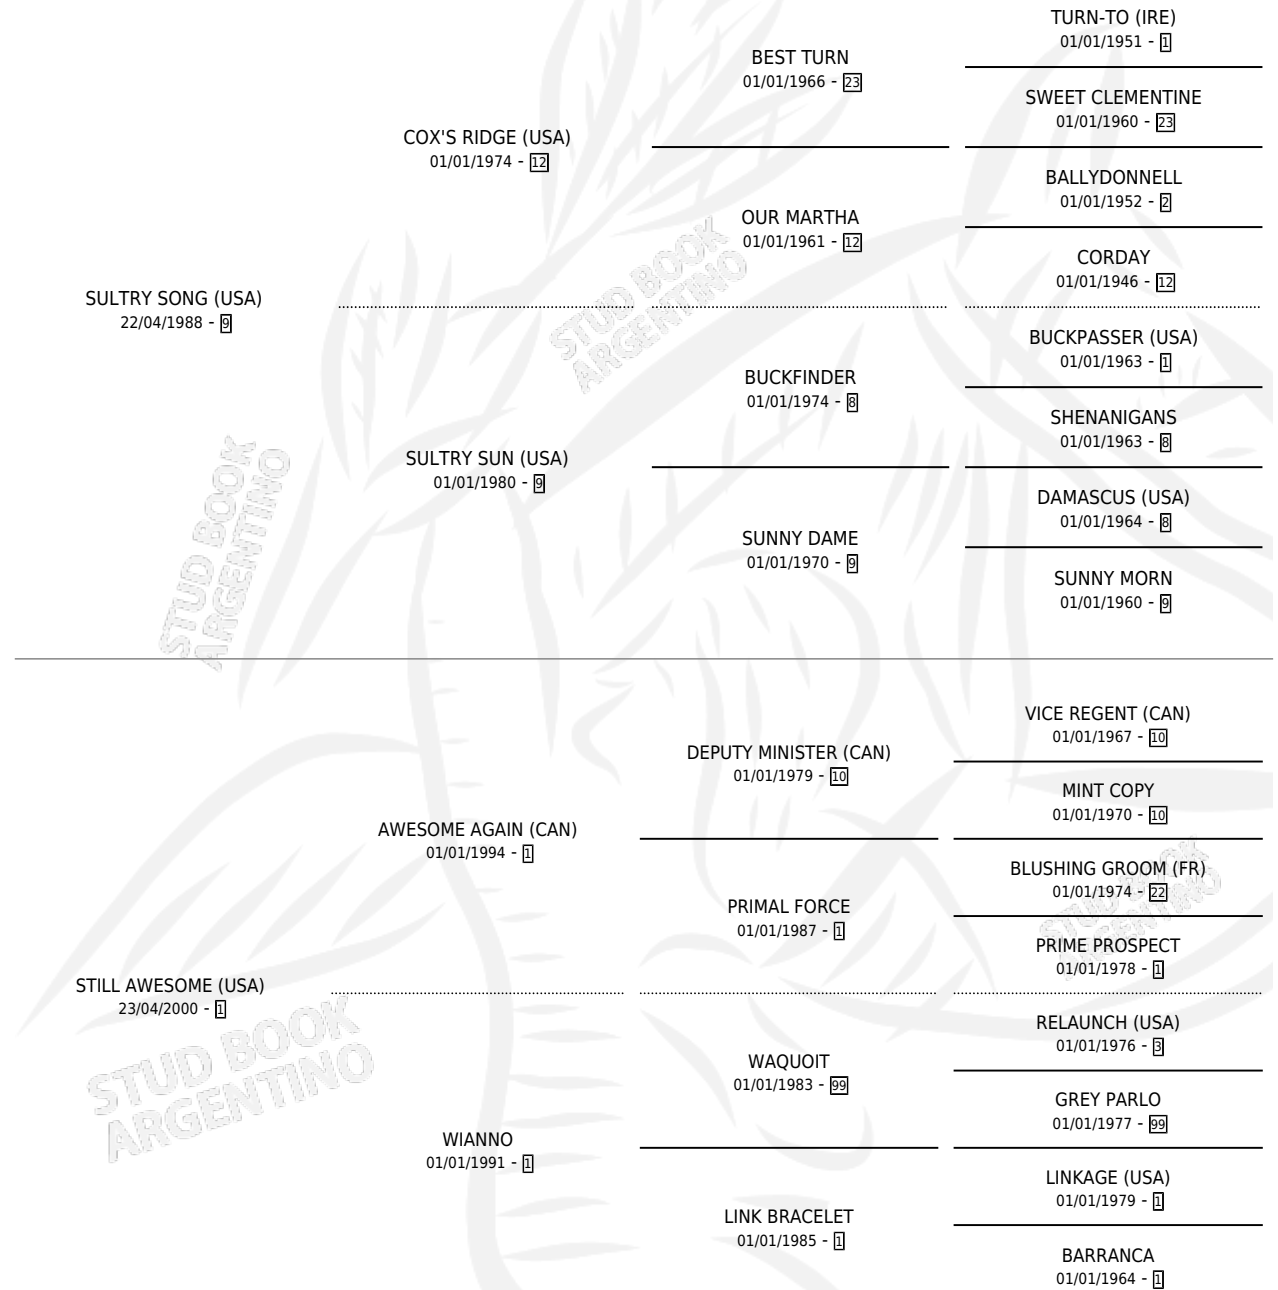 TURN-TO (IRE)
01/01/1951 - 1
BEST TURN
01/01/1966 - 23
SWEET CLEMENTINE
01/01/1960 - 23
COX'S RIDGE (USA)
01/01/1974 - 12
BALLYDONNELL
01/01/1952 - 2
OUR MARTHA
01/01/1961 - 12
CORDAY
01/01/1946 - 12
SULTRY SONG (USA)
22/04/1988 - 9
STUD BOOK
ARGENTINO
BUCKPASSER (USA)
01/01/1963 - 1
BUCKFINDER
01/01/1974 - 8
SHENANIGANS
01/01/1963 - 8
SULTRY SUN (USA)
01/01/1980 - 9
DAMASCUS (USA)
01/01/1964 - 8
SUNNY DAME
01/01/1970 - 9
SUNNY MORN
01/01/1960 - 9
STUD BOOK
ARGENTINO
VICE REGENT (CAN)
01/01/1967 - 10
DEPUTY MINISTER (CAN)
01/01/1979 - 10
MINT COPY
01/01/1970 - 10
AWESOME AGAIN (CAN)
01/01/1994 - 1
BLUSHING GROOM (FR)
01/01/1974 - 22
PRIMAL FORCE
01/01/1987 - 1
STUD BOOK
ARGENTINO
PRIME PROSPECT
01/01/1978 - 1
STILL AWESOME (USA)
23/04/2000 - 1
RELAUNCH (USA)
01/01/1976 - 3
WAQUOIT
01/01/1983 - 99
GREY PARLO
01/01/1977 - 99
STUD BOOK
ARGENTINO
WIANNO
01/01/1991 - 1
LINKAGE (USA)
01/01/1979 - 1
LINK BRACELET
01/01/1985 - 1
BARRANCA
01/01/1964 - 1